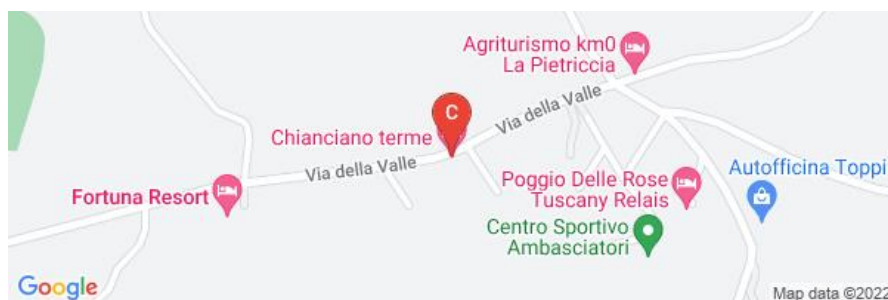 Agriturismo km0
La Pietriccia
Via della Valle
C
Chianciano terme
Via della Valle
Fortuna Resort
Poggio Delle Rose
Tuscany Relais
Autofficina Toppi
Centro Sportivo
Ambasciatori
Google
Map data ©2022